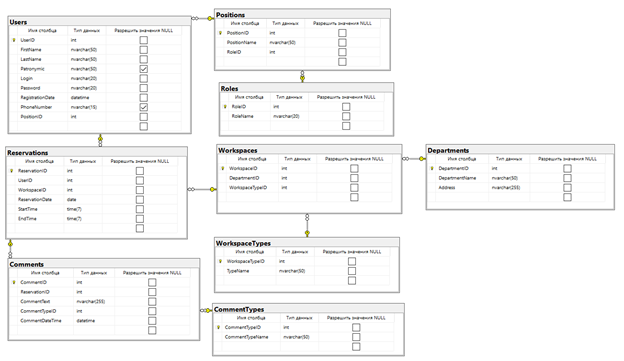 Users
Имя столбца Тип данных Разрешить значения NULL
UserID int
FirstName nvarchar(50)
LastName nvarchar(50)
Patronymic nvarchar(50)
Login nvarchar(20)
Password nvarchar(20)
RegistrationDate datetime
PhoneNumber nvarchar(15)
PositionID int
Positions
Имя столбца Тип данных Разрешить значения NULL
PositionID int
PositionName nvarchar(50)
RoleID int
Roles
Имя столбца Тип данных Разрешить значения NULL
RoleID int
RoleName nvarchar(20)
Reservations
Имя столбца Тип данных Разрешить значения NULL
ReservationID int
UserID int
WorkspaceID int
ReservationDate date
StartTime time(7)
EndTime time(7)
Workspaces
Имя столбца Тип данных Разрешить значения NULL
WorkspaceID int
DepartmentID int
WorkspaceTypeID int
Departments
Имя столбца Тип данных Разрешить значения NULL
DepartmentID int
DepartmentName nvarchar(50)
Address nvarchar(255)
WorkspaceTypes
Имя столбца Тип данных Разрешить значения NULL
WorkspaceTypeID int
TypeName nvarchar(50)
Comments
Имя столбца Тип данных Разрешить значения NULL
CommentID int
ReservationID int
CommentText nvarchar(255)
CommentTypeID int
CommentDateTime datetime
CommentTypes
Имя столбца Тип данных Разрешить значения NULL
CommentTypeID int
CommentTypeName nvarchar(50)